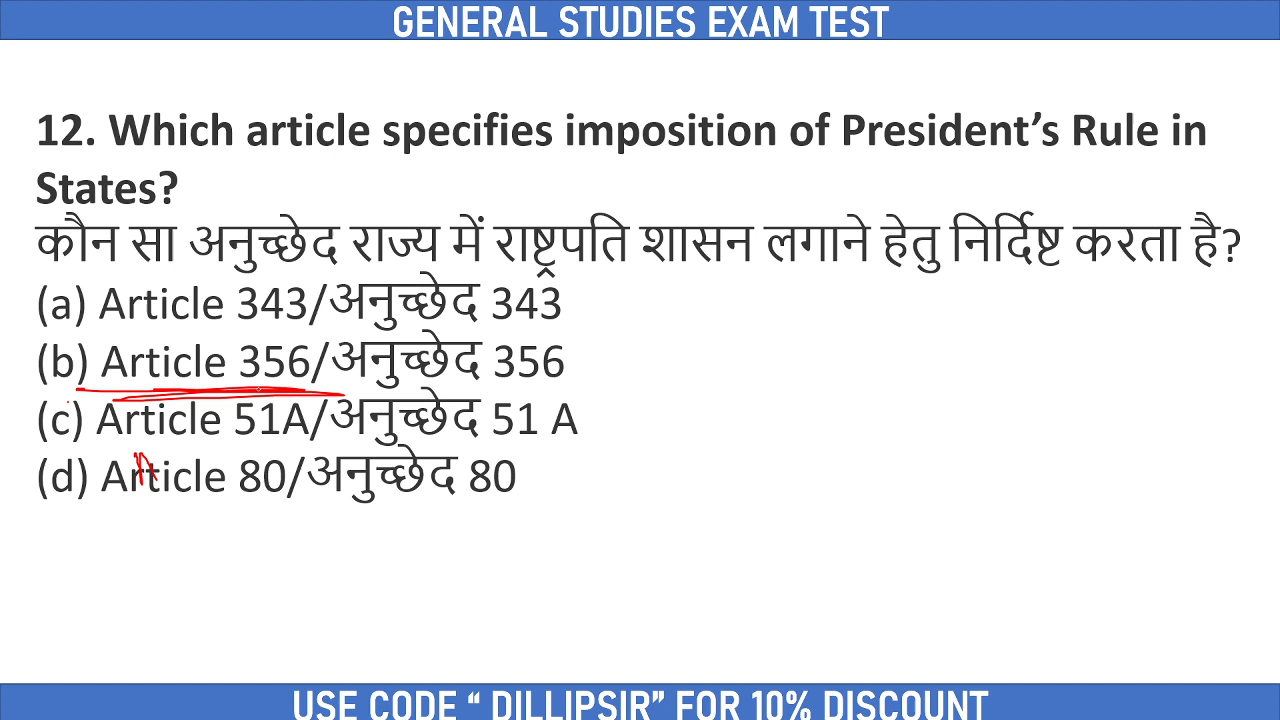 GENERAL STUDIES EXAM TEST
12. Which article specifies imposition of President’s Rule in
States?
कौन सा अनुच्छेद राज्य में राष्ट्रपति शासन लगाने हेतु निर्दिष्ट करता है?
(a) Article 343/अनुच्छेद 343
(b) Article 356/अनुच्छेद 356
(c) Article 51A/अनुच्छेद 51 A
(d) Article 80/अनुच्छेद 80
USE CODE “ DILLIPSIR” FOR 10% DISCOUNT